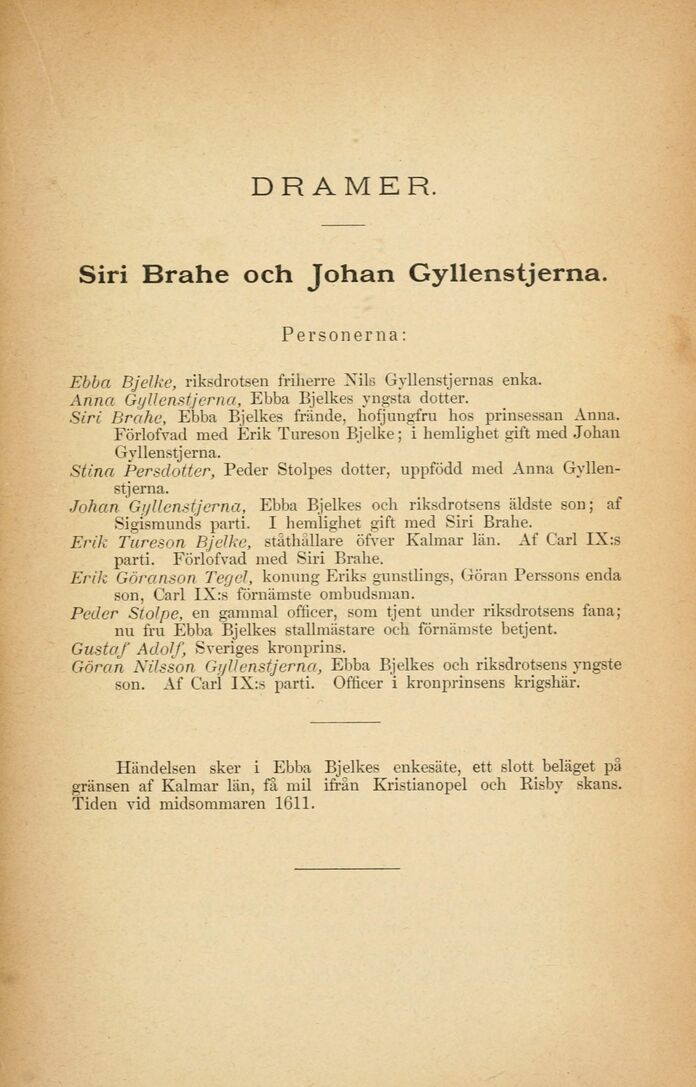 DRAMER.
Siri Brahe och Johan Gyllenstjerna.
Personerna:
Ebba Bjelke, riksdrotsen friherre Nils Gyllenstjernas enka.
Anna Gyllenstjerna, Ebba Bjelkes yngsta dotter.
Siri Brahe, Ebba Bjelkes frände, hofjungfru hos prinsessan Anna.
Förlofvad med Erik Tureson Bjelke; i hemlighet gift med Johan
Gyllenstjerna.
Stina Persdotter, Peder Stolpes dotter, uppfödd med Anna Gyllen-
stjerna.
Johan Gyllenstjerna, Ebba Bjelkes och riksdrotsens äldste son; af
Sigismunds parti. I hemlighet gift med Siri Brahe.
Erik Tureson Bjelke, ståthållare öfver Kalmar län. Af Carl IX:s
parti. Förlofvad med Siri Brahe.
Erik Göranson Tegel, konung Eriks gunstlings, Göran Perssons enda
son, Carl IX:s förnämste ombudsman.
Peder Stolpe, en gammal officer, som tjent under riksdrotsens fana;
nu fru Ebba Bjelkes stallmästare och förnämste betjent.
Gustaf Adolf, Sveriges kronprins.
Göran Nilsson Gyllenstjerna, Ebba Bjelkes och riksdrotsens yngste
son. Af Carl IX:s parti. Officer i kronprinsens krigshär.
Händelsen sker i Ebba Bjelkes enkesäte, ett slott beläget på
gränsen af Kalmar län, få mil ifrån Kristianopel och Risby skans.
Tiden vid midsommaren 1611.